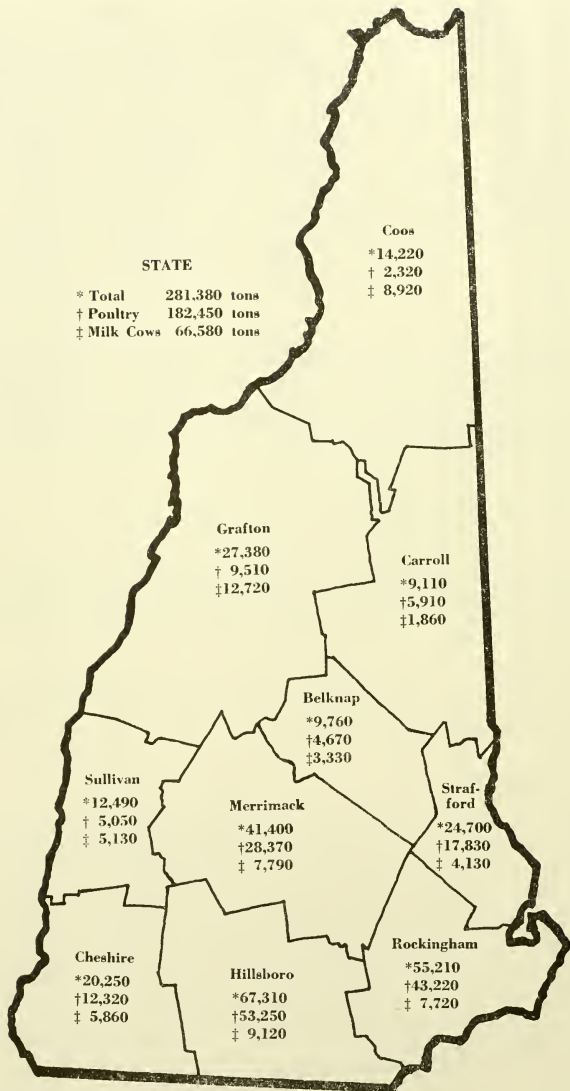 Coos
*14,220
† 2,320
‡ 8,920
STATE
* Total 281,380 tons
† Poultry 182,450 tons
‡ Milk Cows 66,580 tons
Grafton
*27,380
† 9,510
‡12,720
Carroll
*9,110
†5,910
‡1,860
Belknap
*9,760
†4,670
‡3,330
Sullivan
*12,490
† 5,050
‡ 5,130
Merrimack
*41,400
†28,370
‡ 7,790
Straf-
ford
*24,700
†17,830
‡ 4,130
Cheshire
*20,250
†12,320
‡ 5,860
Hillsboro
*67,310
†53,250
‡ 9,120
Rockingham
*55,210
†43,220
‡ 7,720